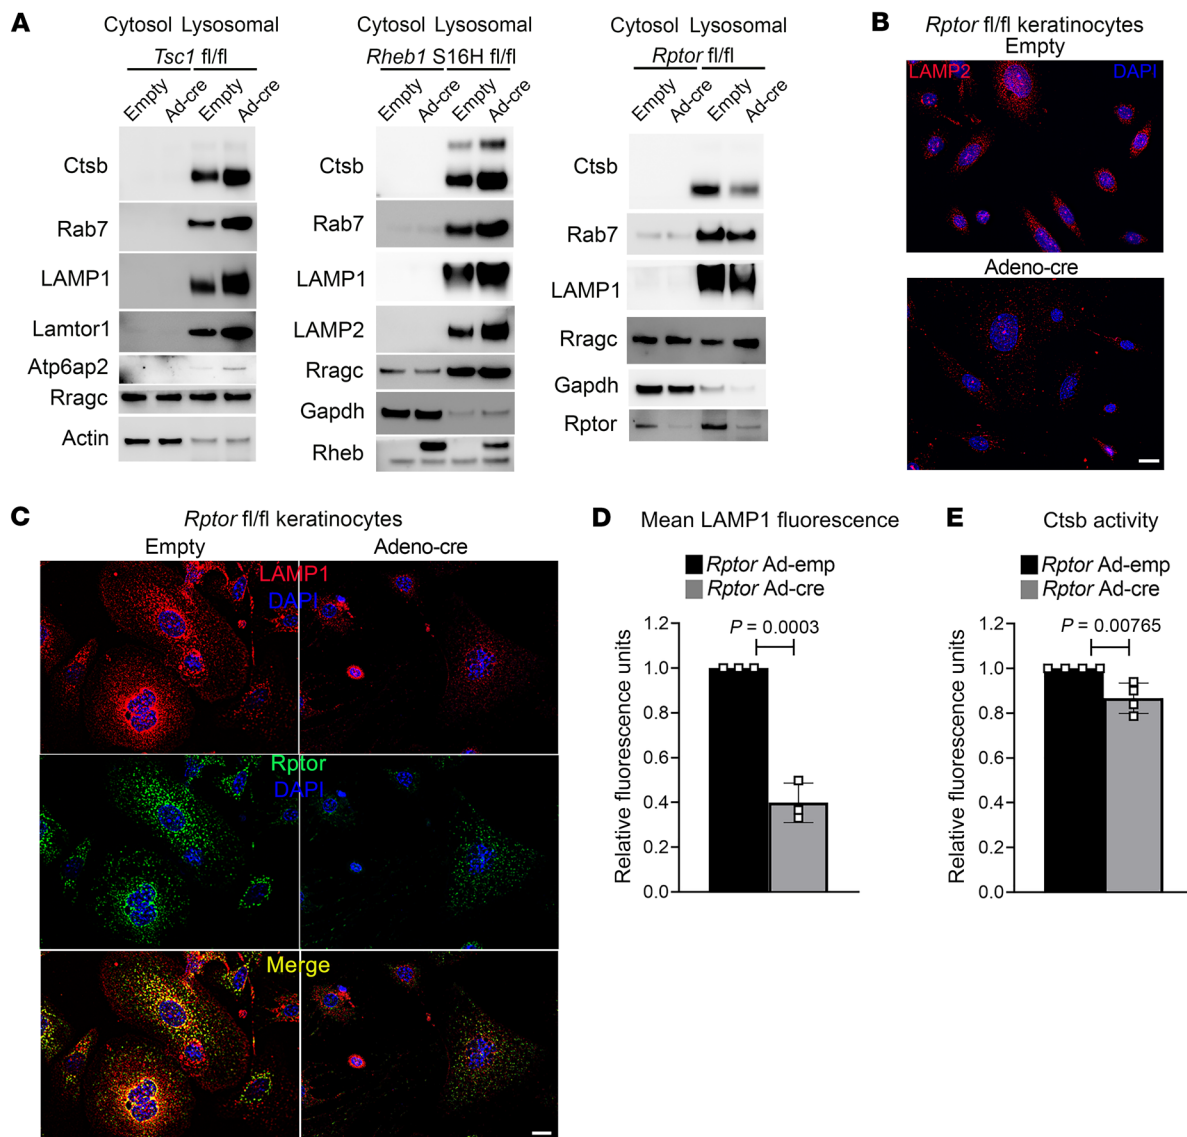 A
Cytosol Lysosomal
Tsc1 fl/fl
Empty
Ad-cre
Empty
Ad-cre
Ctsb
Rab7
LAMP1
Lamtor1
Atp6ap2
Rragc
Actin
Cytosol Lysosomal
Rheb1 S16H fl/fl
Empty
Ad-cre
Empty
Ad-cre
Ctsb
Rab7
LAMP1
LAMP2
Rragc
Gapdh
Rheb
Cytosol Lysosomal
Rptor fl/fl
Empty
Ad-cre
Empty
Ad-cre
Ctsb
Rab7
LAMP1
Rragc
Gapdh
Rptor
B
Rptor fl/fl keratinocytes
Empty
LAMP2 DAPI
Adeno-cre
C
Rptor fl/fl keratinocytes
Empty Adeno-cre
LAMP1
DAPI
Rptor
DAPI
Merge
D
Mean LAMP1 fluorescence
Rptor Ad-emp
Rptor Ad-cre
P = 0.0003
Relative fluorescence units
1.2
1.0
0.8
0.6
0.4
0.2
0.0
E
Ctsb activity
Rptor Ad-emp
Rptor Ad-cre
P = 0.00765
Relative fluorescence units
1.2
1.0
0.8
0.6
0.4
0.2
0.0